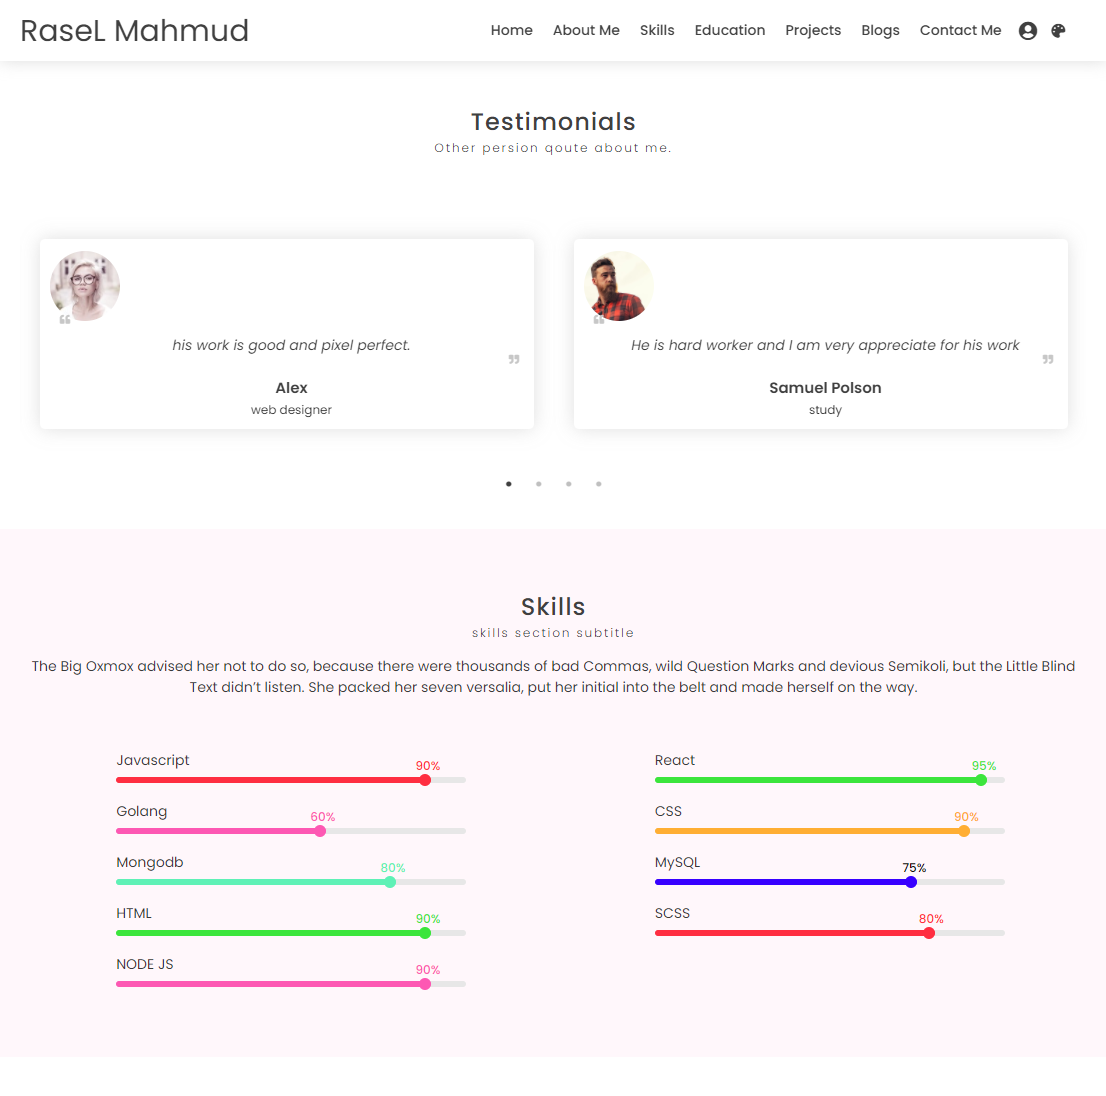 RaseL Mahmud
Home About Me Skills Education Projects Blogs Contact Me
Testimonials
Other persion qoute about me.
❝
his work is good and pixel perfect.
❞
Alex
web designer
❝
He is hard worker and I am very appreciate for his work
❞
Samuel Polson
study
Skills
skills section subtitle
The Big Oxmox advised her not to do so, because there were thousands of bad Commas, wild Question Marks and devious Semikoli, but the Little Blind
Text didn’t listen. She packed her seven versalia, put her initial into the belt and made herself on the way.
Javascript
90%
Golang
60%
Mongodb
80%
HTML
90%
NODE JS
90%
React
95%
CSS
90%
MySQL
75%
SCSS
80%